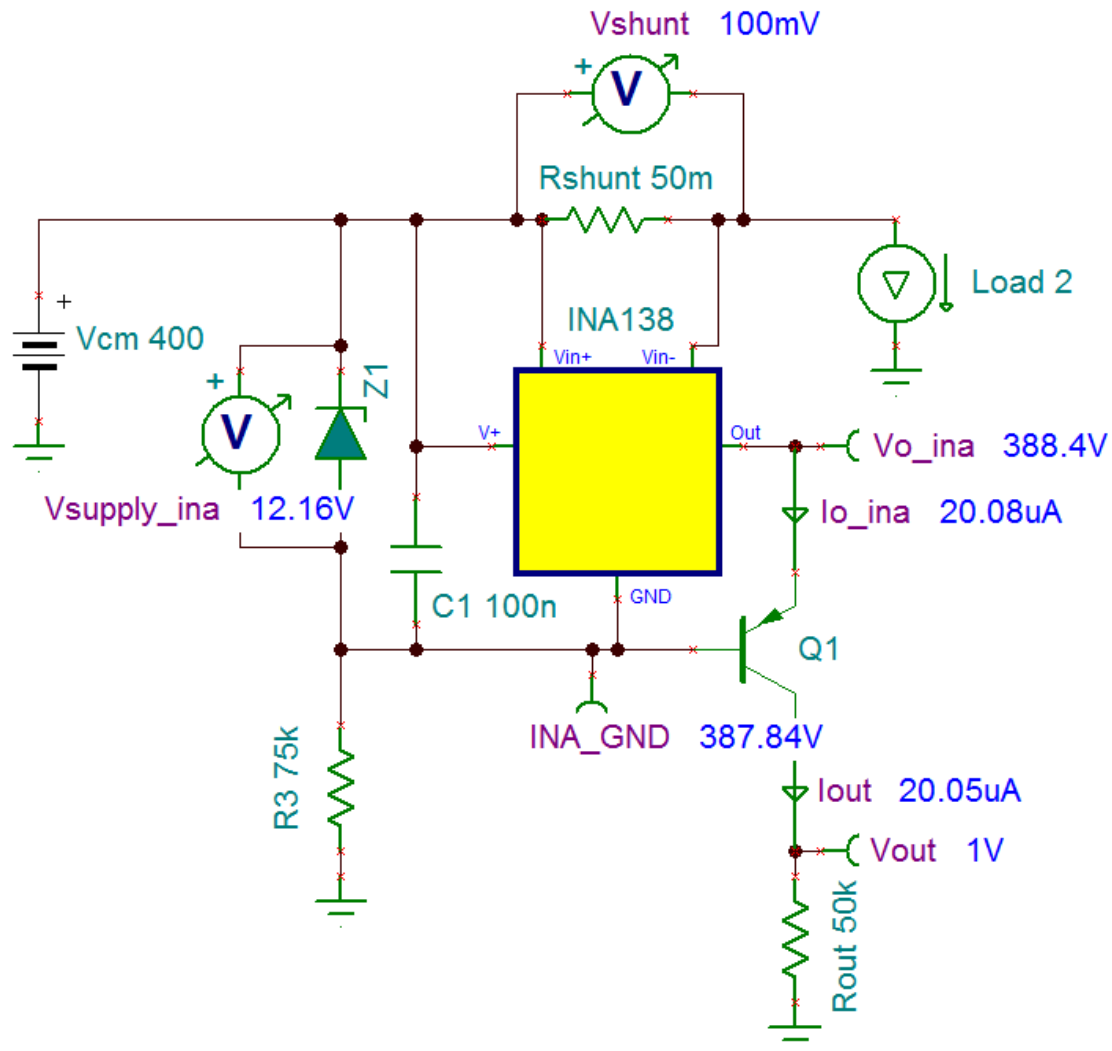 Vshunt 100mV
+
V
Rshunt 50m
Load 2
INA138
+
Vcm 400
Vin+ Vin-
Z1
+
V
V+
Out
Vo_ina 388.4V
Vsupply_ina 12.16V
Io_ina 20.08uA
C1 100n
GND
Q1
INA_GND 387.84V
R3 75k
Iout 20.05uA
Vout 1V
Rout 50k